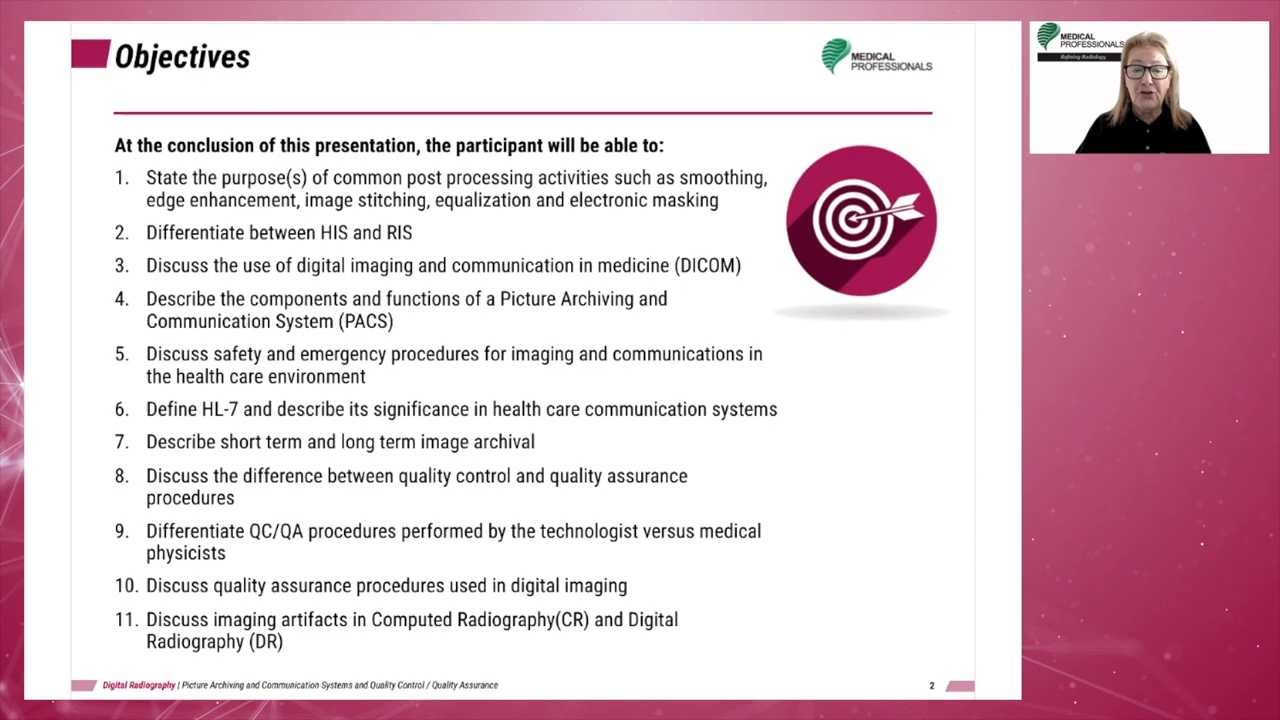 Objectives
MEDICAL
PROFESSIONALS
MEDICAL
PROFESSIONALS
Refining Radiology
At the conclusion of this presentation, the participant will be able to:
1. State the purpose(s) of common post processing activities such as smoothing,
edge enhancement, image stitching, equalization and electronic masking
2. Differentiate between HIS and RIS
3. Discuss the use of digital imaging and communication in medicine (DICOM)
4. Describe the components and functions of a Picture Archiving and
Communication System (PACS)
5. Discuss safety and emergency procedures for imaging and communications in
the health care environment
6. Define HL-7 and describe its significance in health care communication systems
7. Describe short term and long term image archival
8. Discuss the difference between quality control and quality assurance
procedures
9. Differentiate QC/QA procedures performed by the technologist versus medical
physicists
10. Discuss quality assurance procedures used in digital imaging
11. Discuss imaging artifacts in Computed Radiography(CR) and Digital
Radiography (DR)
Digital Radiography | Picture Archiving and Communication Systems and Quality Control / Quality Assurance
2